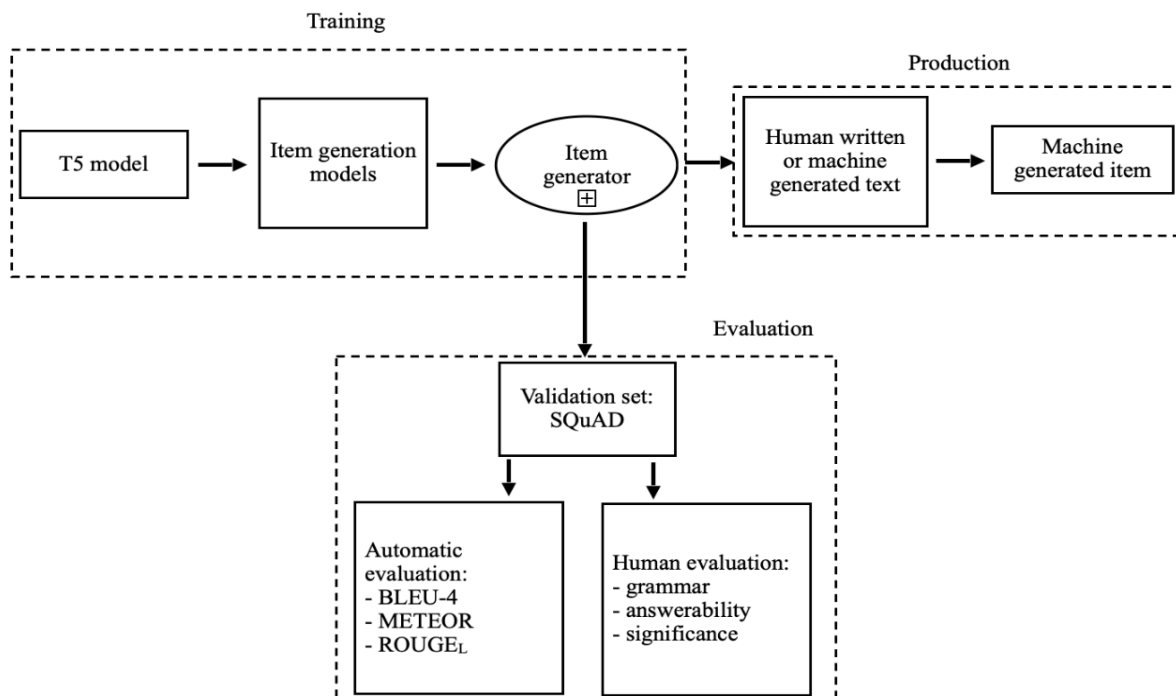 Training
Production
T5 model
Item generation
models
Item
generator
Human written
or machine
generated text
Machine
generated item
Evaluation
Validation set:
SQuAD
Automatic
evaluation:
- BLEU-4
- METEOR
- ROUGEL
Human evaluation:
- grammar
- answerability
- significance